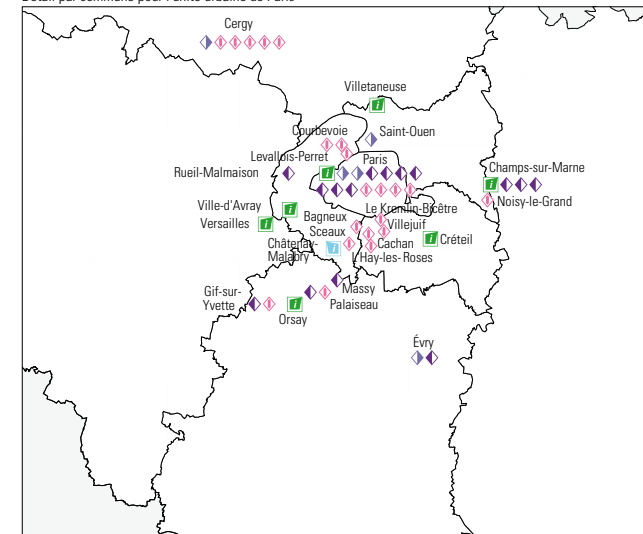 Détail par commune pour l'unité urbaine de Paris
Cergy
Villetaneuse
Courbevoie
Saint-Ouen
Levallois-Perret
Paris
Rueil-Malmaison
Champs-sur-Marne
Noisy-le-Grand
Ville-d'Avray
Le Kremlin-Bicêtre
Bagneux
Villejuif
Versailles
Sceaux
Créteil
Châtenay-
Malabry
Cachan
L'Hay-les-Roses
Massy
Gif-sur-
Yvette
Palaiseau
Orsay
Évry